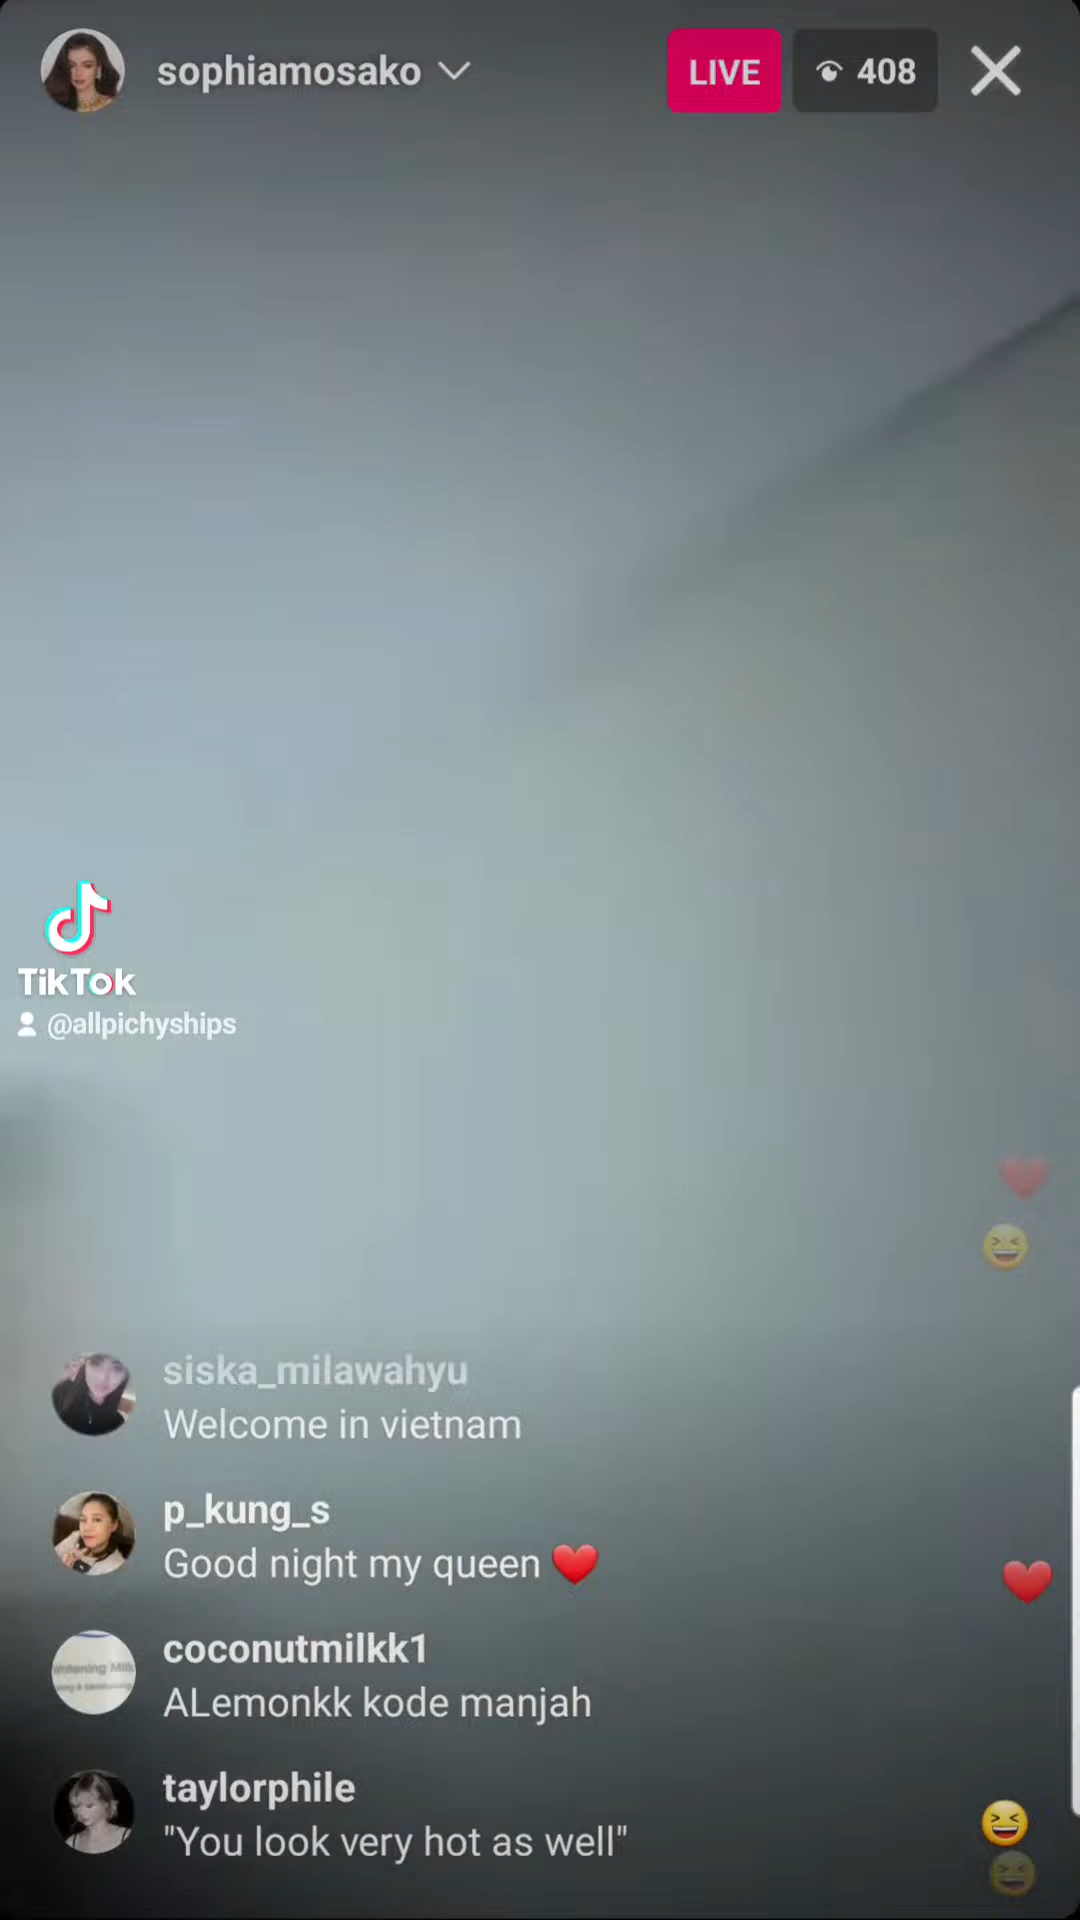 sophiamosako
LIVE
408
TikTok
@allpichyships
siska_milawahyu
Welcome in vietnam
p_kung_s
Good night my queen ❤️
coconutmilkk1
ALemonkk kode manjah
taylorphile
"You look very hot as well"